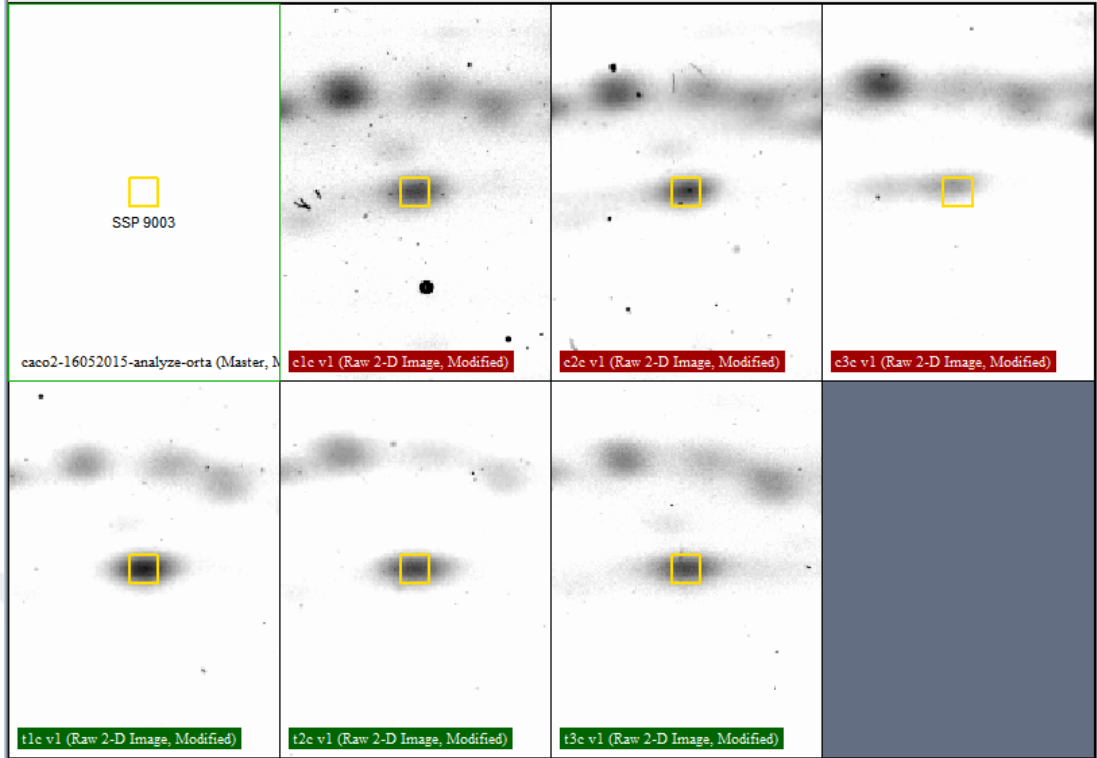 SSP 9003
caco2-16052015-analyze-orta (Master, M
c1c v1 (Raw 2-D Image, Modified)
c2c v1 (Raw 2-D Image, Modified)
c3c v1 (Raw 2-D Image, Modified)
t1c v1 (Raw 2-D Image, Modified)
t2c v1 (Raw 2-D Image, Modified)
t3c v1 (Raw 2-D Image, Modified)